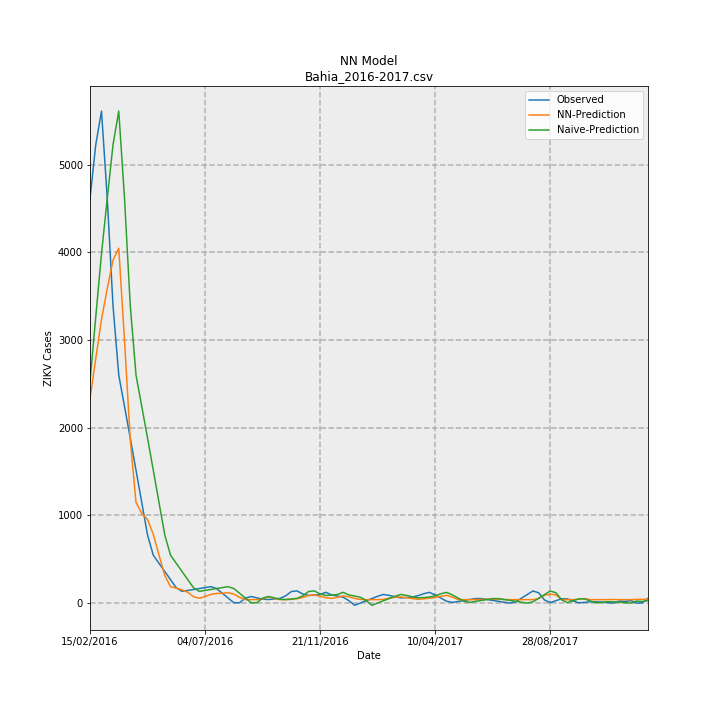 NN Model
Bahia_2016-2017.csv
Observed
NN-Prediction
Naive-Prediction
5000
4000
3000
2000
1000
0
ZIKV Cases
15/02/2016 04/07/2016 21/11/2016 10/04/2017 28/08/2017
Date